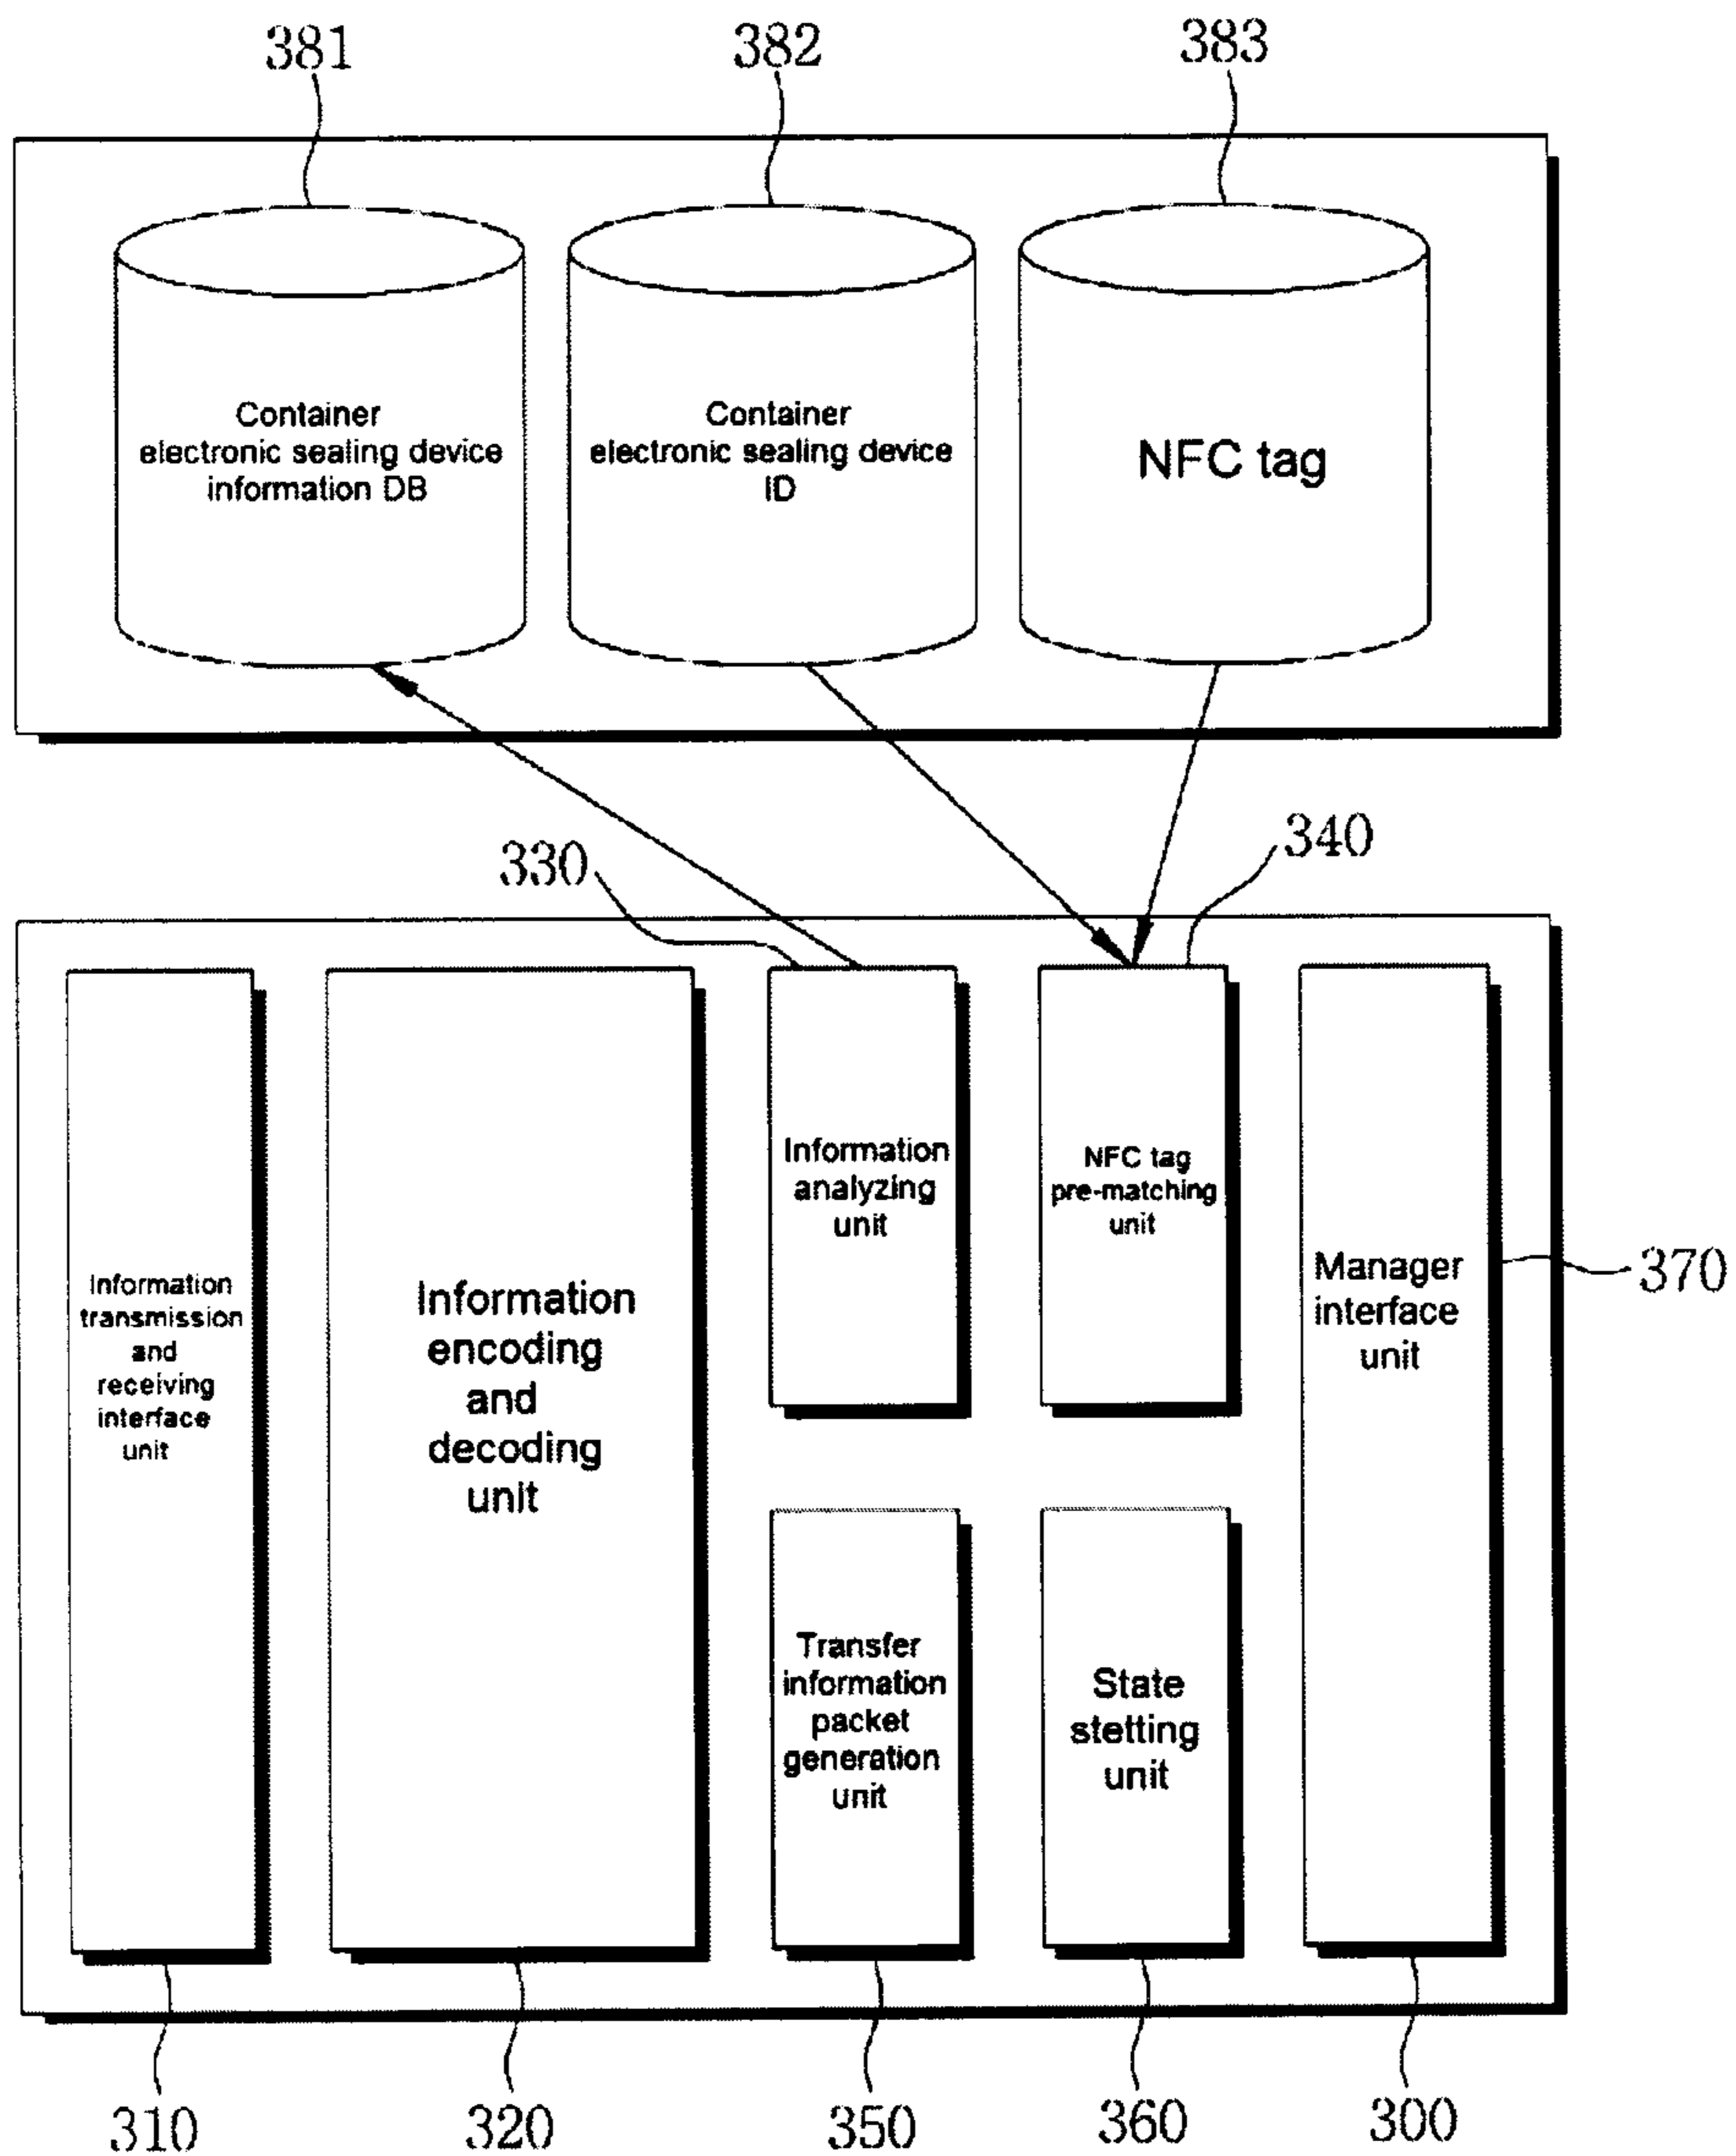 381
382
383
Container
electronic sealing device
information DB
Container
electronic sealing device
ID
NFC tag
330
340
Information
transmission
and
receiving
interface
unit
Information
encoding
and
decoding
unit
Information
analyzing
unit
NFC tag
pre-matching
unit
Manager
interface
unit
370
Transfer
information
packet
generation
unit
State
stetting
unit
310
320
350
360
300